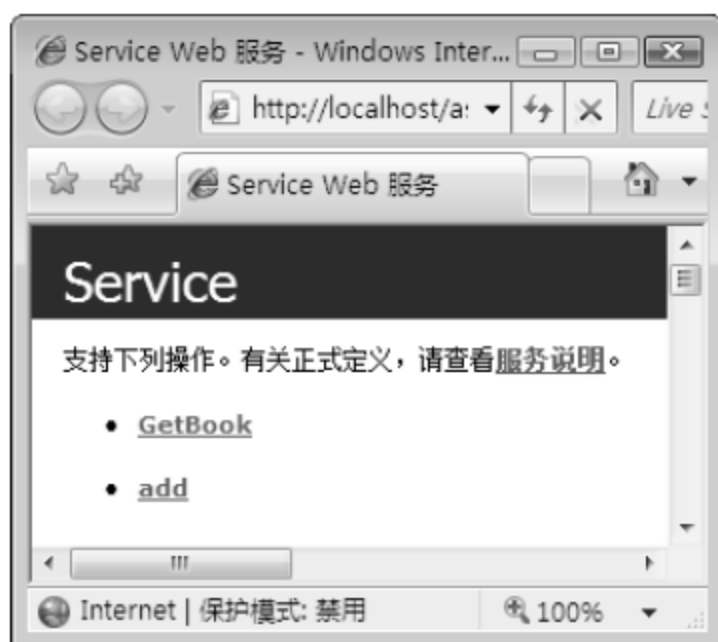 Service Web 服务 - Windows Inter...
http://localhost/a
Live
Service Web 服务
Service
支持下列操作。有关正式定义，请查看服务说明。
• GetBook
• add
Internet | 保护模式: 禁用
100%